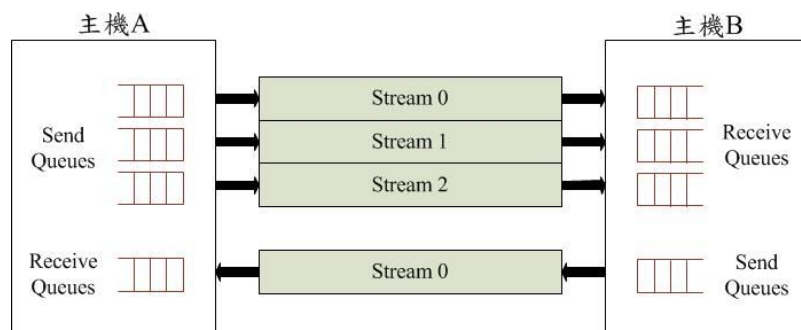 主機A
主機B
Send
Queues
Stream 0
Stream 1
Stream 2
Receive
Queues
Receive
Queues
Stream 0
Send
Queues